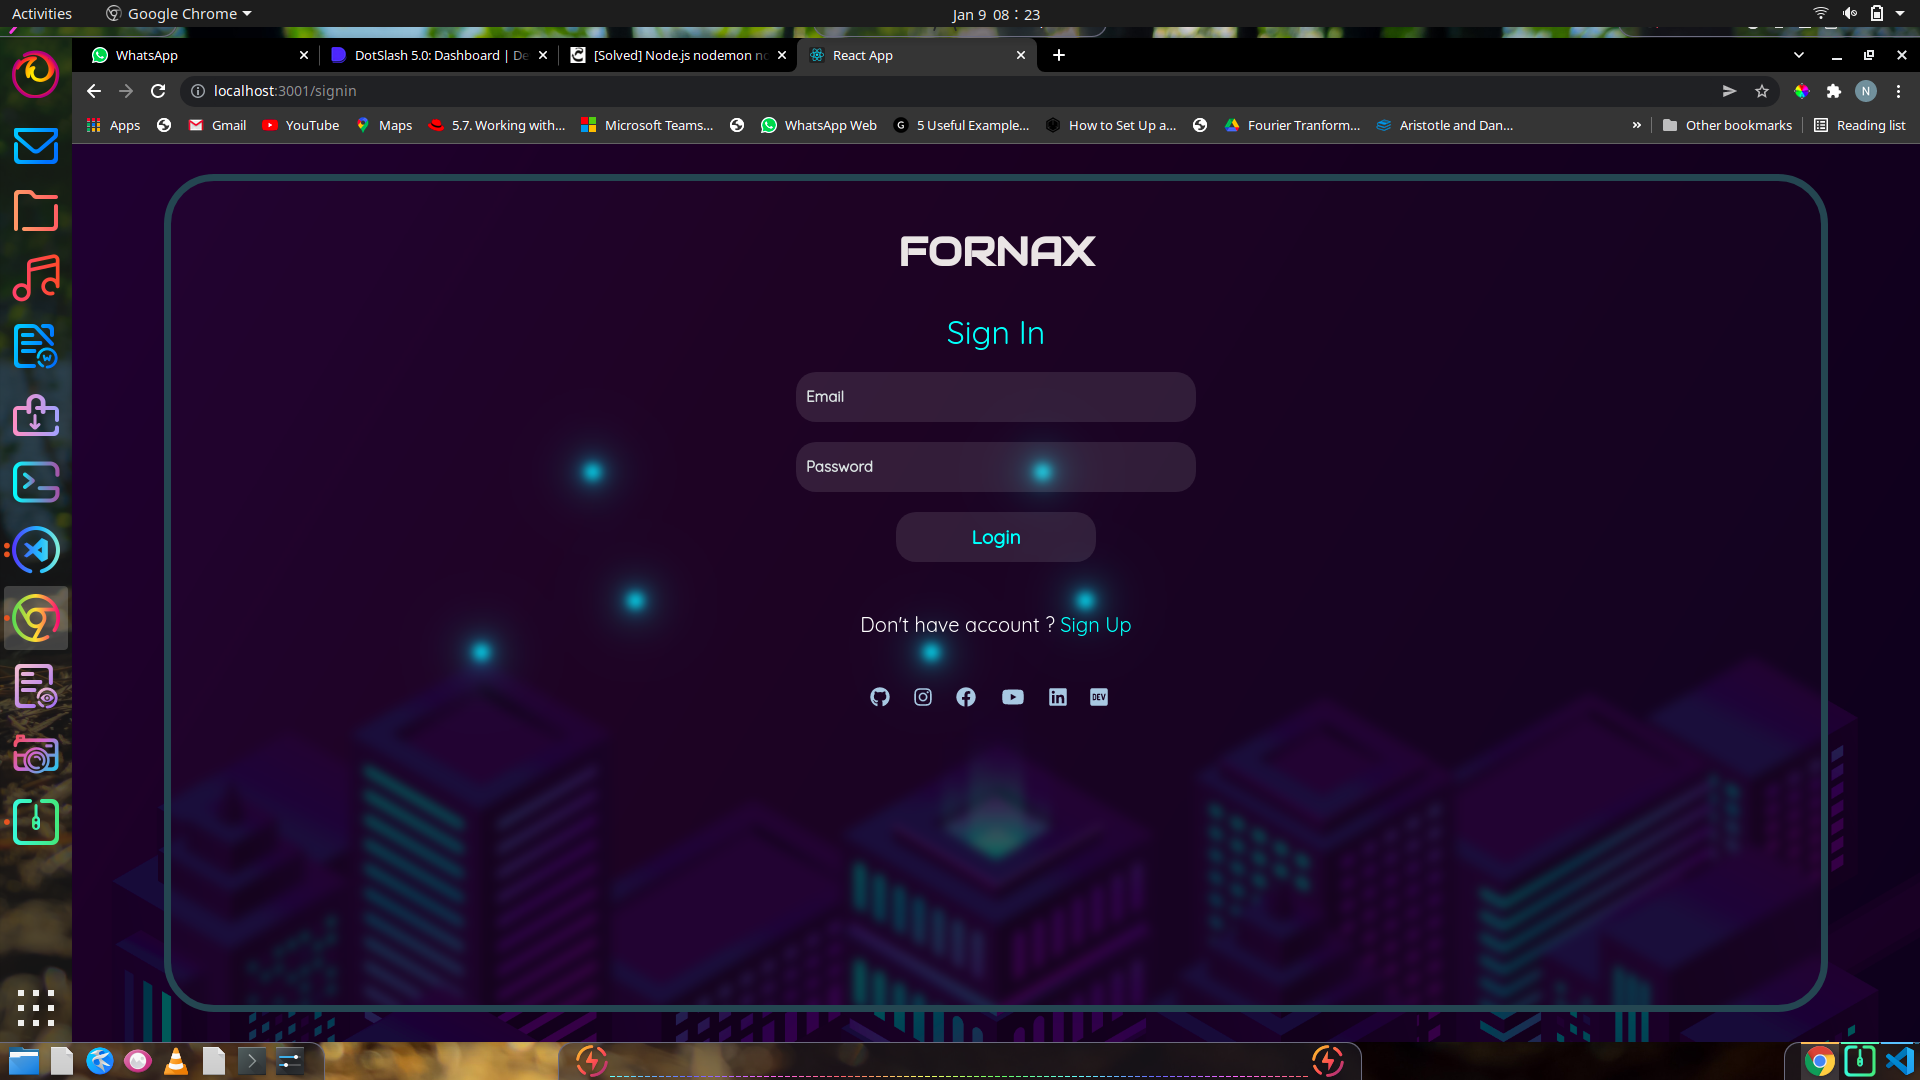 Activities
Google Chrome
Jan 9 08:23
WhatsApp
DotSlash 5.0: Dashboard | De
[Solved] Node.js nodemon no
React App
localhost:3001/signin
N
Apps
Gmail
YouTube
Maps
5.7. Working with...
Microsoft Teams...
WhatsApp Web
5 Useful Example...
How to Set Up a...
Fourier Tranform...
Aristotle and Dan...
»
Other bookmarks
Reading list
FORNAX
Sign In
Email
Password
Login
Don't have account ? Sign Up
DEV